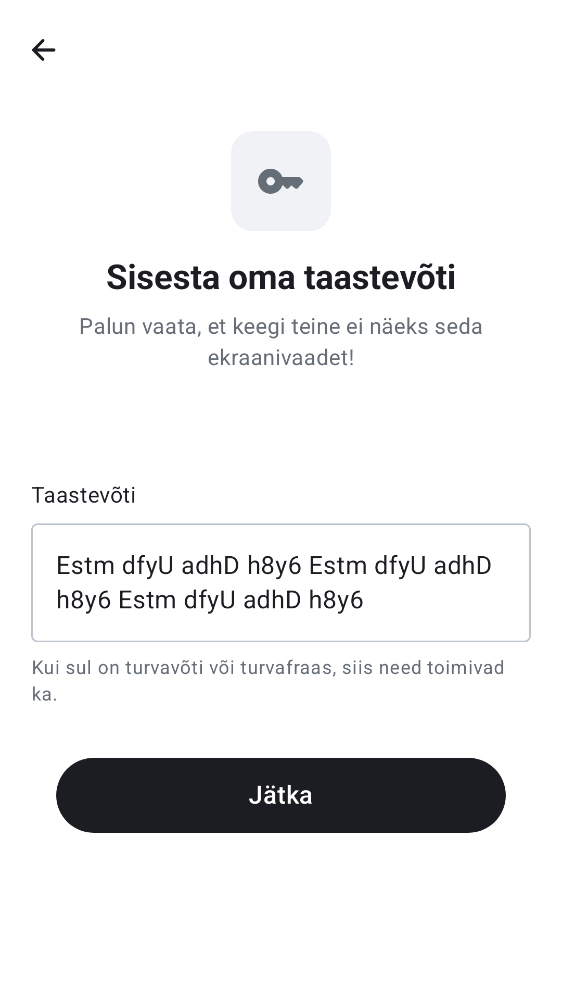 Sisesta oma taastevõti
Palun vaata, et keegi teine ei näeks seda
ekraanivaadet!
Taastevõti
Estm dfyU adhD h8y6 Estm dfyU adhD
h8y6 Estm dfyU adhD h8y6
Kui sul on turvavõti või turvafraas, siis need toimivad
ka.
Jätka